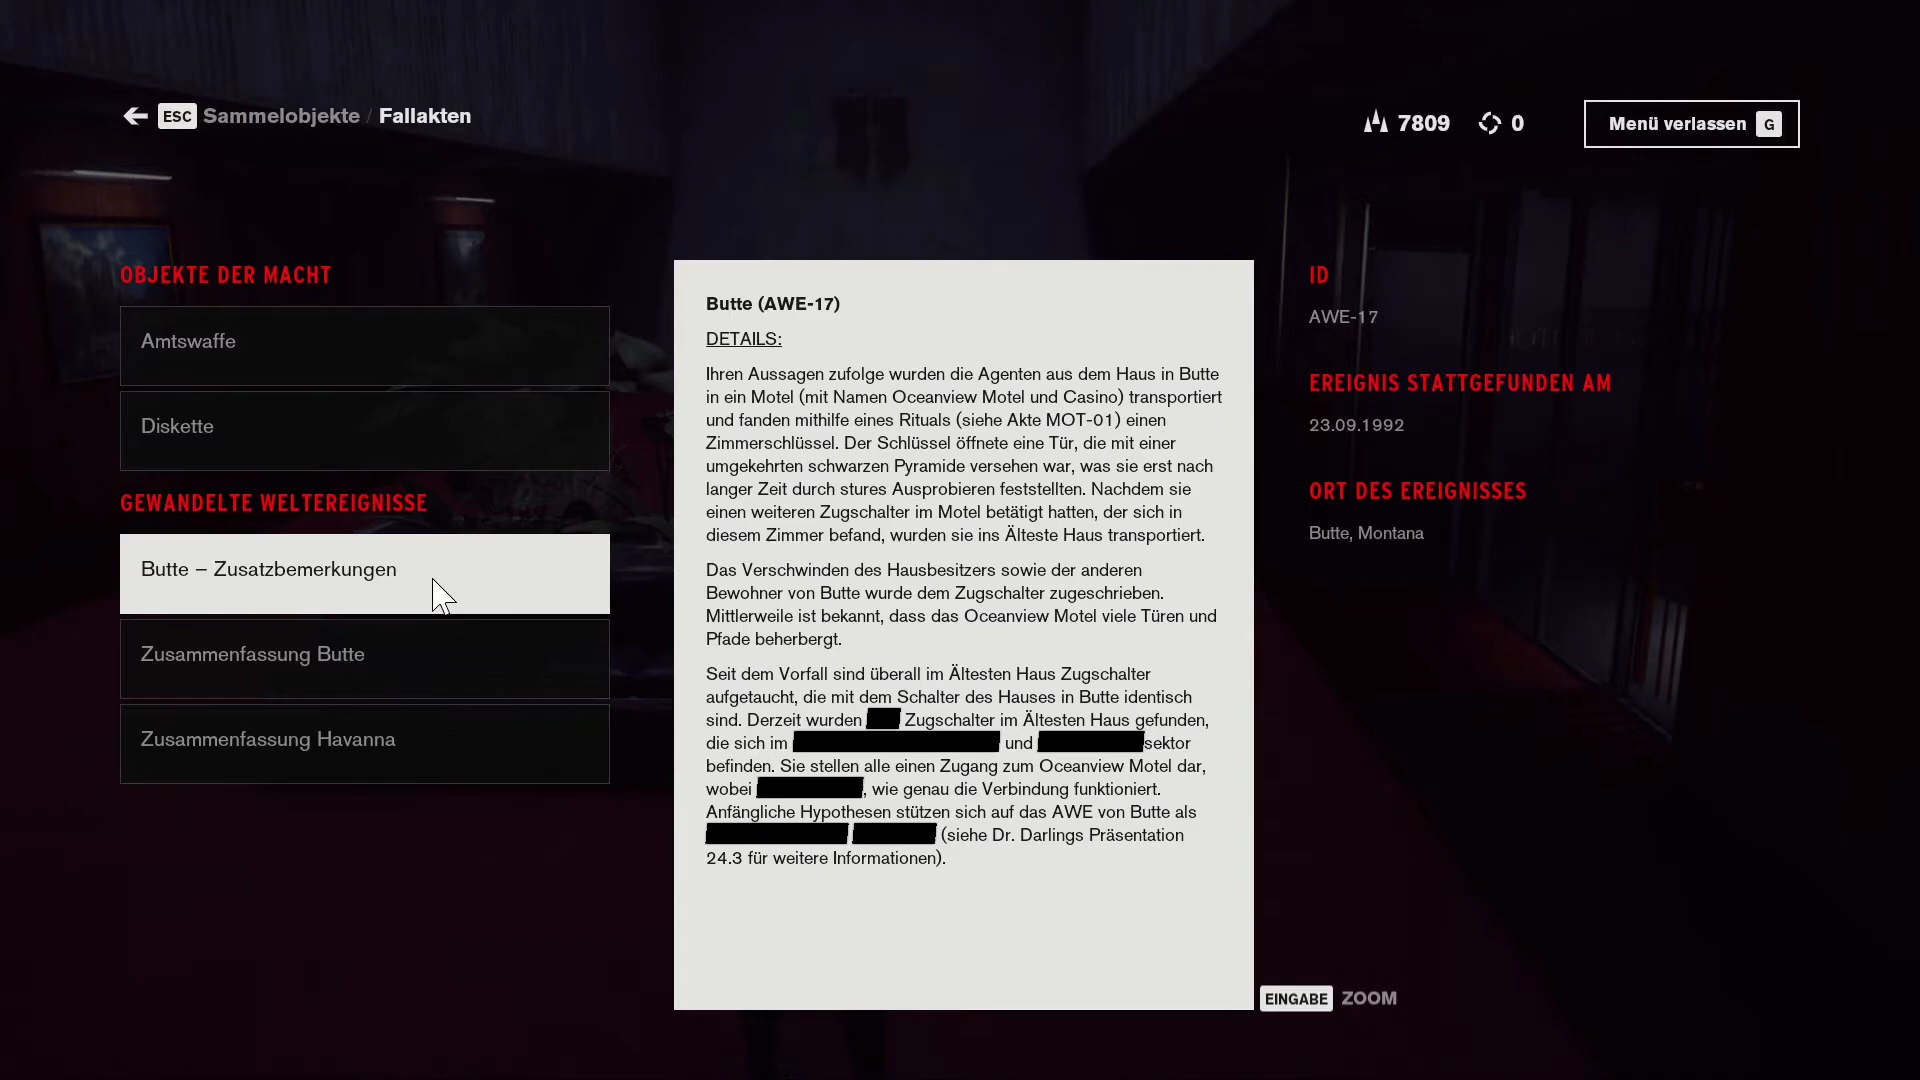 ESC Sammelobjekte / Fallakten
7809 0 Menü verlassen G
OBJEKTE DER MACHT
Amtswaffe
Diskette
GEWANDELTE WELTEREIGNISSE
Butte – Zusatzbemerkungen
Zusammenfassung Butte
Zusammenfassung Havanna
Butte (AWE-17)
DETAILS:
Ihren Aussagen zufolge wurden die Agenten aus dem Haus in Butte
in ein Motel (mit Namen Oceanview Motel und Casino) transportiert
und fanden mithilfe eines Rituals (siehe Akte MOT-01) einen
Zimmerschlüssel. Der Schlüssel öffnete eine Tür, die mit einer
umgekehrten schwarzen Pyramide versehen war, was sie erst nach
langer Zeit durch stures Ausprobieren feststellten. Nachdem sie
einen weiteren Zugschalter im Motel betätigt hatten, der sich in
diesem Zimmer befand, wurden sie ins Älteste Haus transportiert.
Das Verschwinden des Hausbesitzers sowie der anderen
Bewohner von Butte wurde dem Zugschalter zugeschrieben.
Mittlerweile ist bekannt, dass das Oceanview Motel viele Türen und
Pfade beherbergt.
Seit dem Vorfall sind überall im Ältesten Haus Zugschalter
aufgetaucht, die mit dem Schalter des Hauses in Butte identisch
sind. Derzeit wurden Zugschalter im Ältesten Haus gefunden,
die sich im und sektor
befinden. Sie stellen alle einen Zugang zum Oceanview Motel dar,
wobei , wie genau die Verbindung funktioniert.
Anfängliche Hypothesen stützen sich auf das AWE von Butte als
(siehe Dr. Darlings Präsentation
24.3 für weitere Informationen).
ID
AWE-17
EREIGNIS STATTGEFUNDEN AM
23.09.1992
ORT DES EREIGNISSES
Butte, Montana
EINGABE ZOOM